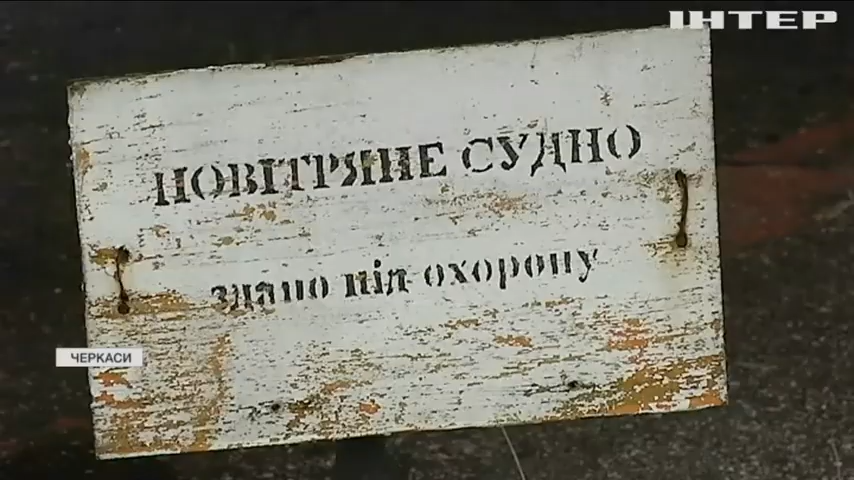 ІНТЕР
ПОВІТРЯНЕ СУДНО
здано під охорону
ЧЕРКАСИ